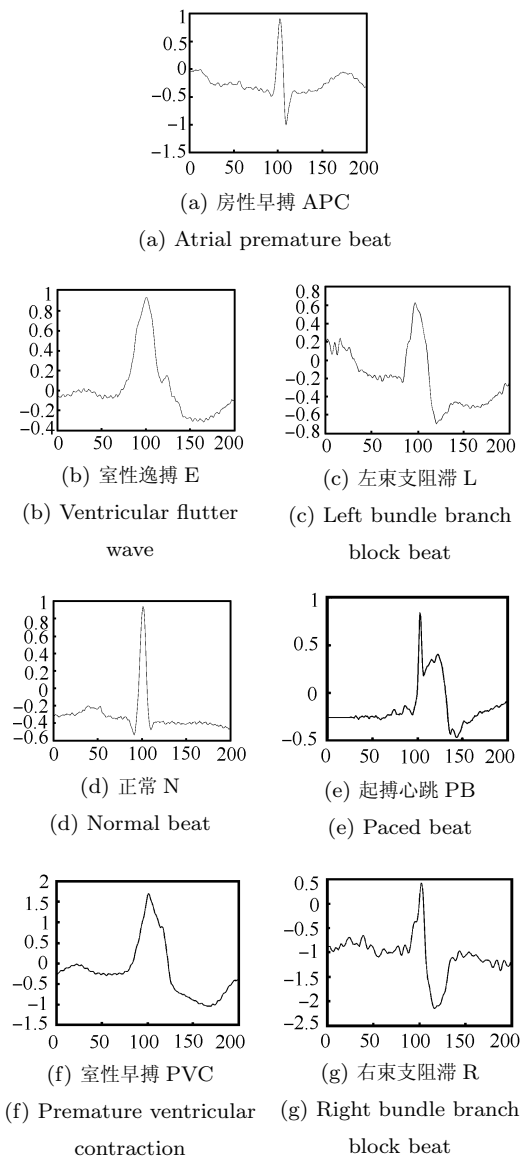 1
0.5
0
−0.5
−1
−1.5
0 50 100 150 200
(a) 房性早搏 APC
(a) Atrial premature beat
1
0.8
0.6
0.4
0.2
0
−0.2
−0.4
0 50 100 150 200
(b) 室性逸搏 E
(b) Ventricular flutter
wave
0.8
0.6
0.4
0.2
0
−0.2
−0.4
−0.6
−0.8
0 50 100 150 200
(c) 左束支阻滞 L
(c) Left bundle branch
block beat
1
0.8
0.6
0.4
0.2
0
−0.2
−0.4
−0.6
0 50 100 150 200
(d) 正常 N
(d) Normal beat
1
0.5
0
−0.5
0 50 100 150 200
(e) 起搏心跳 PB
(e) Paced beat
2
1.5
1
0.5
0
−0.5
−1
−1.5
0 50 100 150 200
(f) 室性早搏 PVC
(f) Premature ventricular
contraction
0.5
0
−0.5
−1
−1.5
−2
−2.5
0 50 100 150 200
(g) 右束支阻滞 R
(g) Right bundle branch
block beat